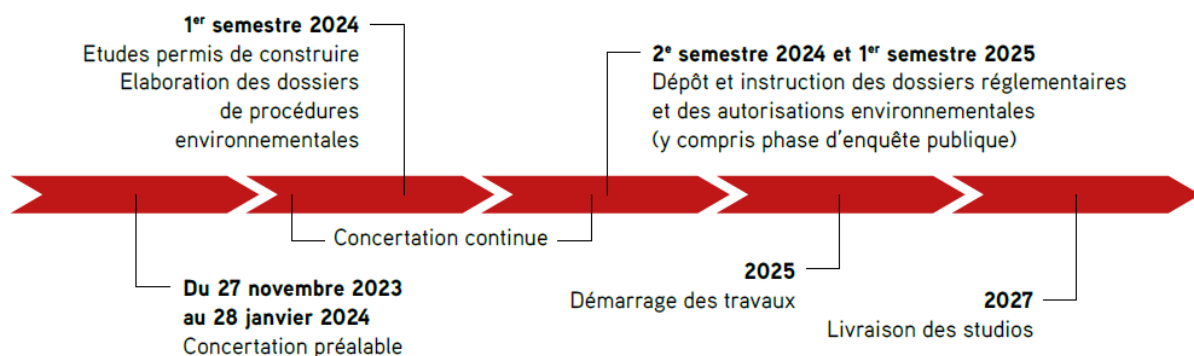 1er semestre 2024
Etudes permis de construire
Elaboration des dossiers
de procédures
environnementales
2e semestre 2024 et 1er semestre 2025
Dépôt et instruction des dossiers réglementaires
et des autorisations environnementales
(y compris phase d'enquête publique)
Concertation continue
Du 27 novembre 2023
au 28 janvier 2024
Concertation préalable
2025
Démarrage des travaux
2027
Livraison des studios